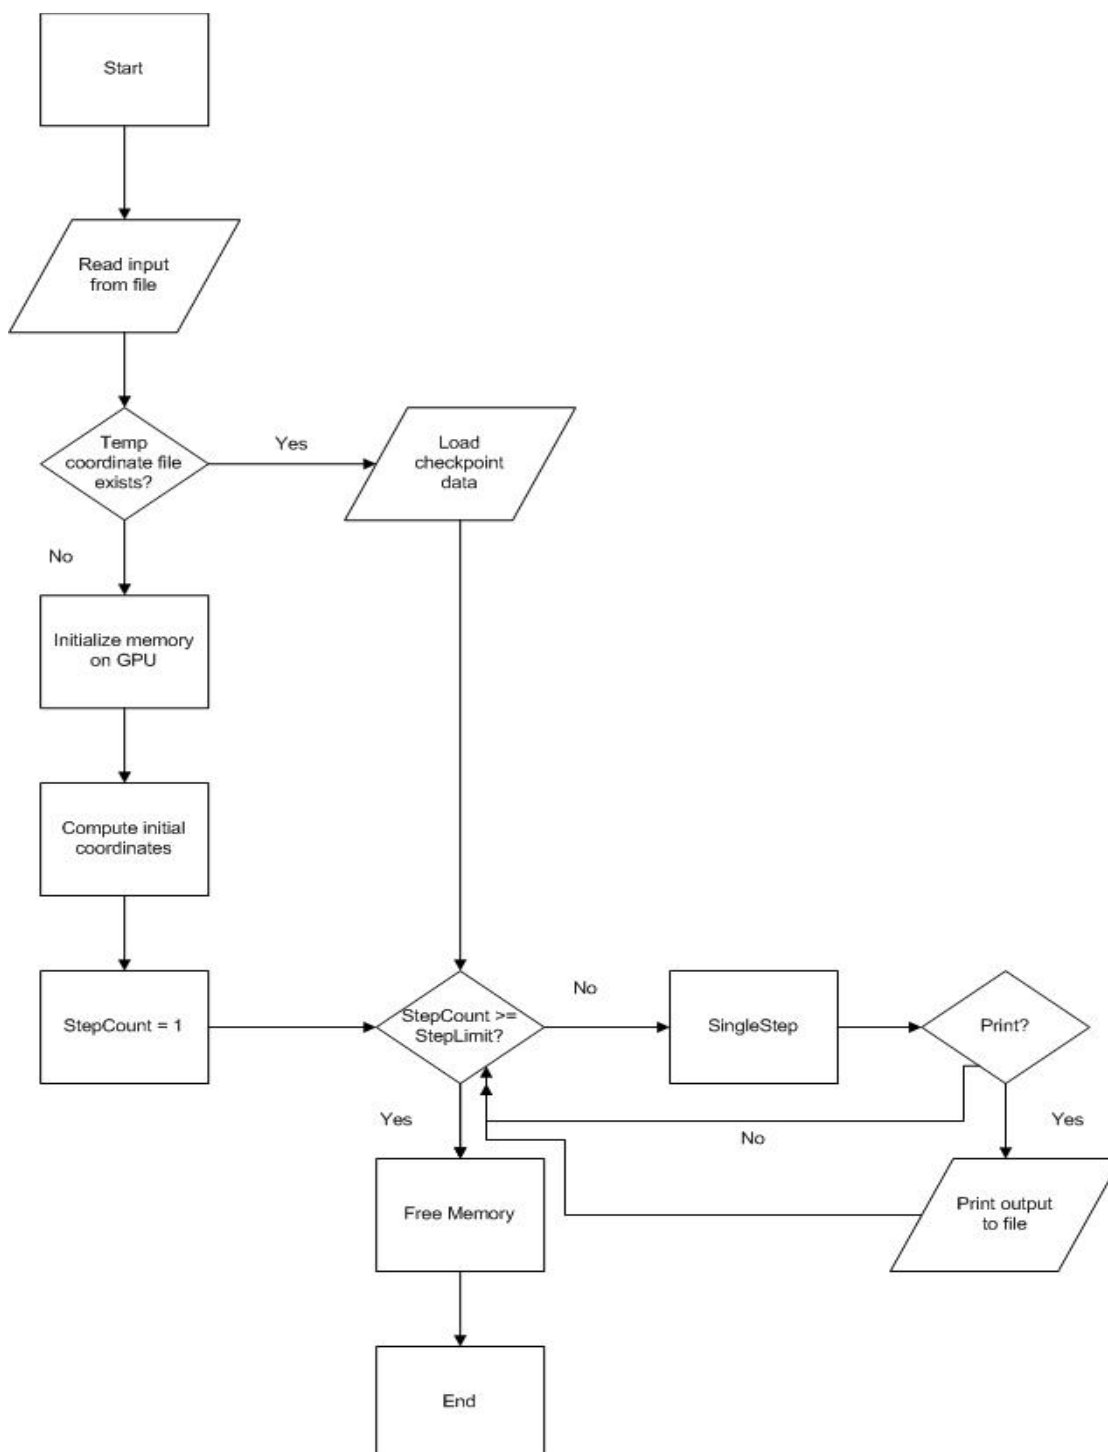 Start
Read input
from file
Temp
coordinate file
exists?
Yes
Load
checkpoint
data
No
Initialize memory
on GPU
Compute initial
coordinates
StepCount = 1
StepCount >=
StepLimit?
No
SingleStep
Print?
Yes
No
Yes
Free Memory
Print output
to file
End